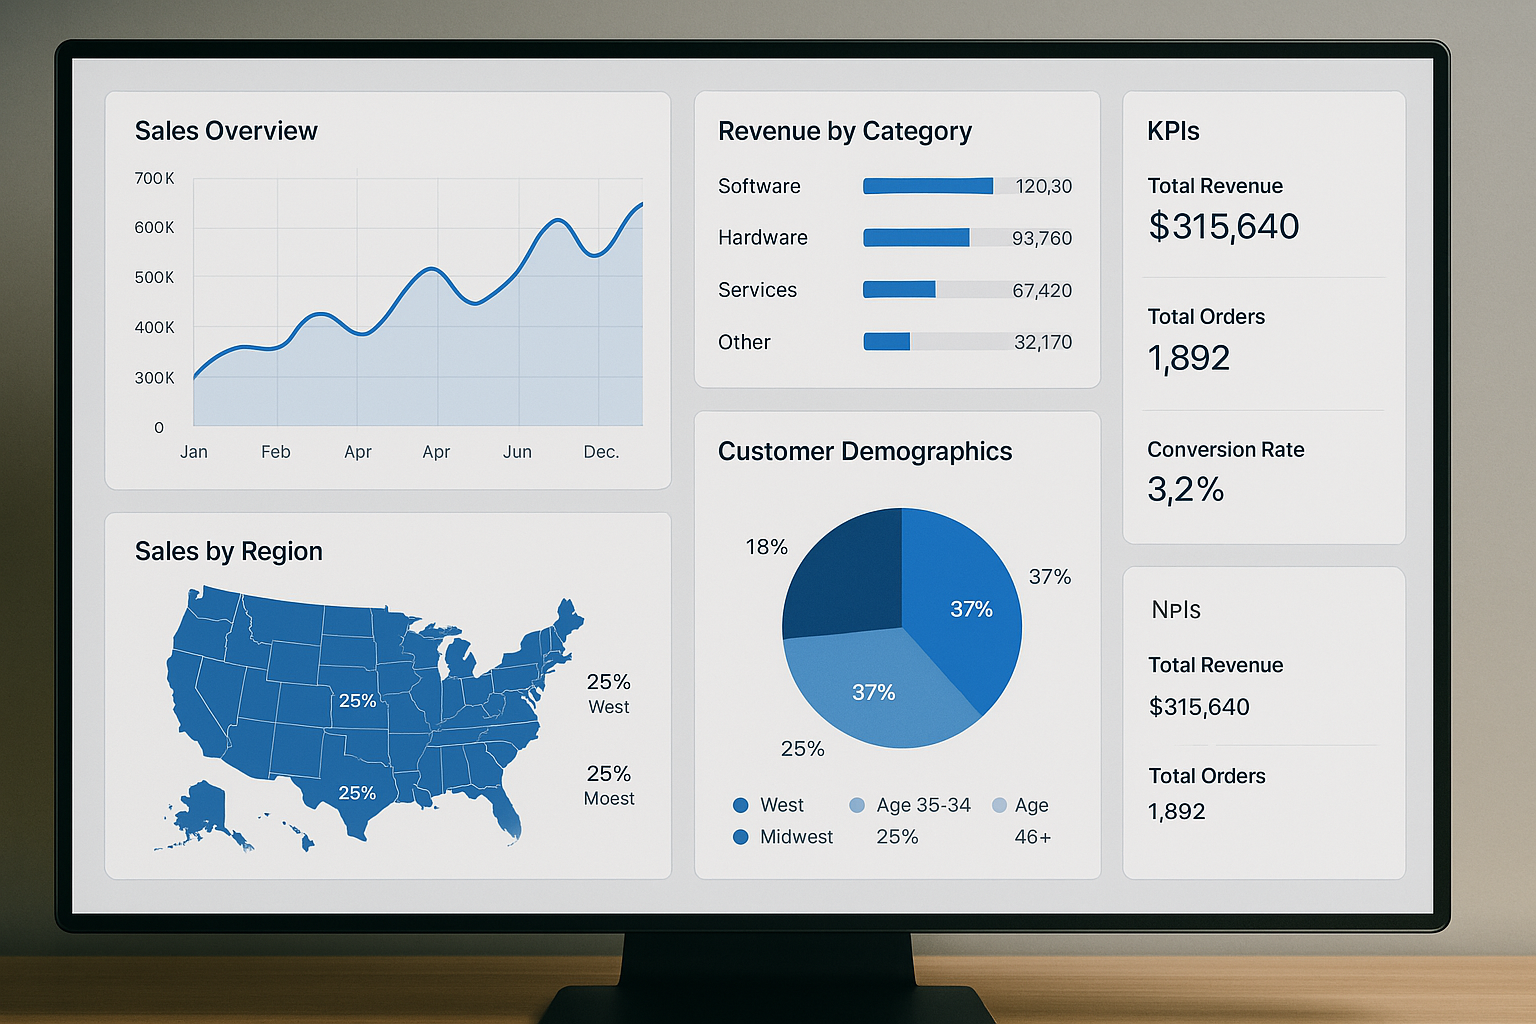 Sales Overview
700K
600K
500K
400K
300K
0
Jan Feb Apr Apr Jun Dec.
Sales by Region
25%
25%
25%
West
25%
Moest
Revenue by Category
Software 120,30
Hardware 93,760
Services 67,420
Other 32,170
Customer Demographics
18%
37%
37%
37%
25%
West Age 35-34 Age
Midwest 25% 46+
KPIs
Total Revenue
$315,640
Total Orders
1,892
Conversion Rate
3,2%
NpIs
Total Revenue
$315,640
Total Orders
1,892